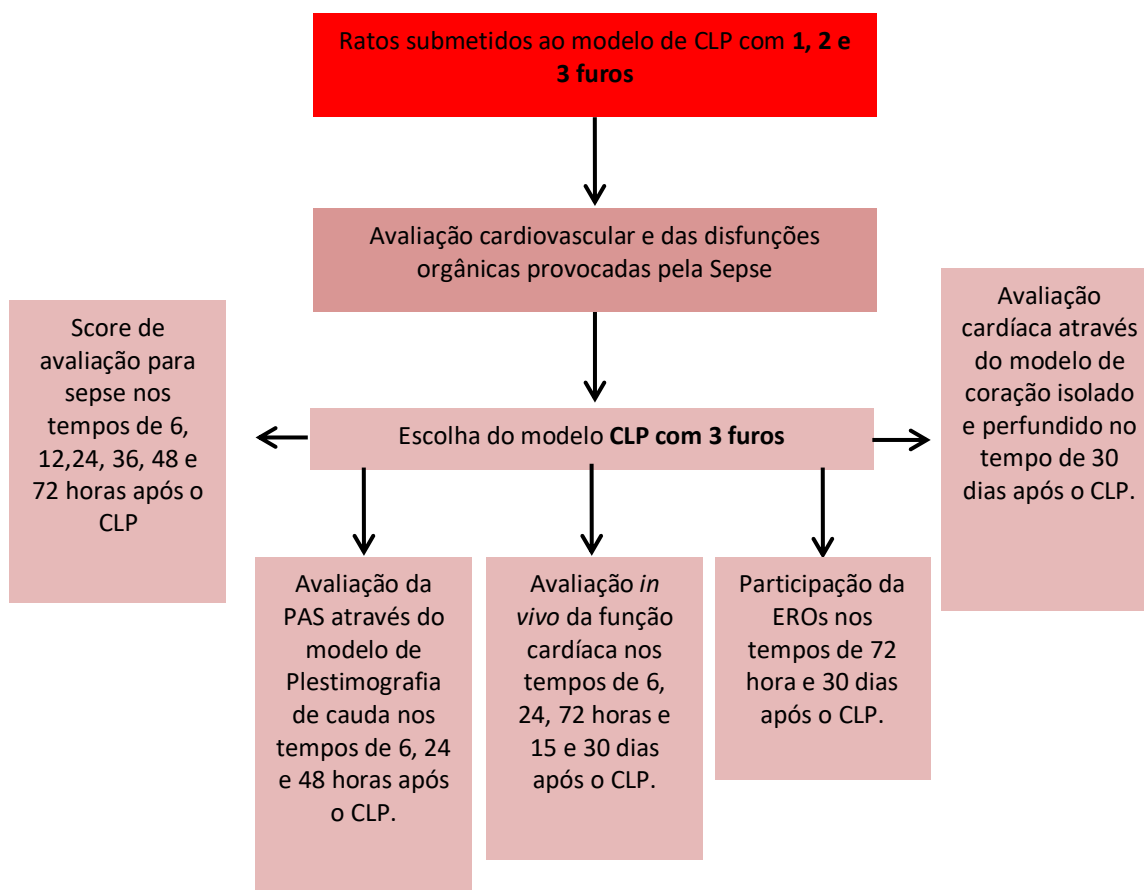 Ratos submetidos ao modelo de CLP com 1, 2 e
3 furos
Avaliação cardiovascular e das disfunções
orgânicas provocadas pela Sepse
Score de
avaliação para
sepse nos
tempos de 6,
12,24, 36, 48 e
72 horas após o
CLP
Escolha do modelo CLP com 3 furos
Avaliação
cardíaca através
do modelo de
coração isolado
e perfundido no
tempo de 30
dias após o CLP.
Avaliação da
PAS através do
modelo de
Plestimografia
de cauda nos
tempos de 6, 24
e 48 horas após
o CLP.
Avaliação in
vivo da função
cardíaca nos
tempos de 6,
24, 72 horas e
15 e 30 dias
após o CLP.
Participação da
EROs nos
tempos de 72
hora e 30 dias
após o CLP.